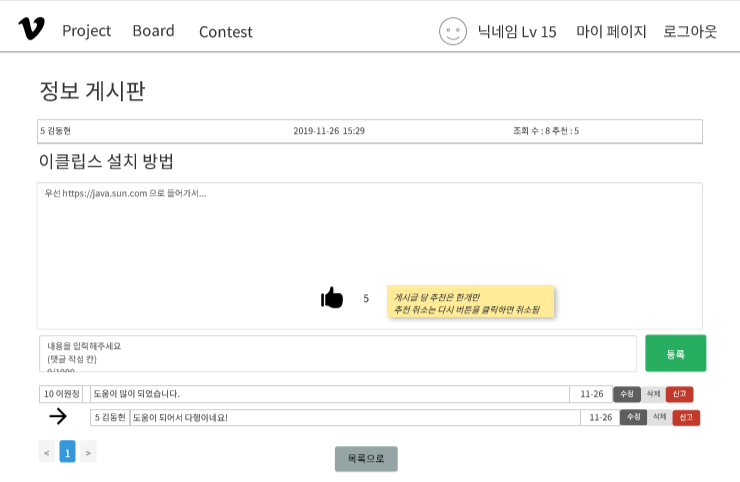 Project Board Contest 닉네임 Lv 15 마이 페이지 로그아웃
정보 게시판
5 김동현 2019-11-26 15:29 조회 수 : 8 추천 : 5
이클립스 설치 방법
우선 https://java.sun.com 으로 들어가서...
5
게시글 당 추천은 한개만
추천 취소는 다시 버튼을 클릭하면 취소됨
내용을 입력해주세요
(댓글 작성 칸)
0/1000
등록
10 이원정 도움이 많이 되었습니다. 11-26 수정 삭제 신고
5 김동현 도움이 되어서 다행이네요! 11-26 수정 삭제 신고
< 1 >
목록으로